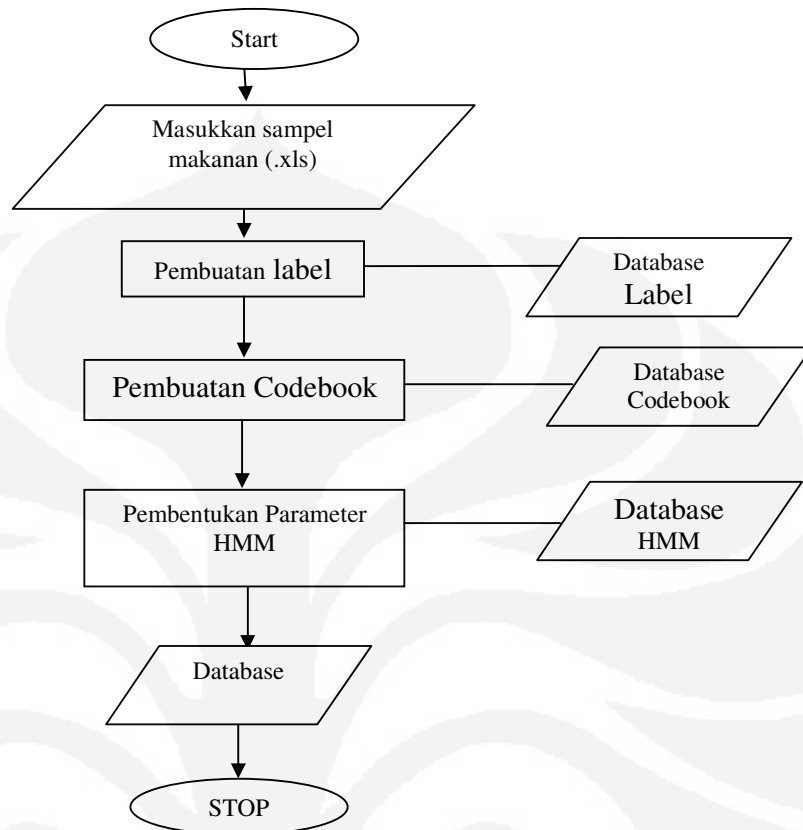 Start
Masukkan sampel
makanan (.xls)
Pembuatan label
Database
Label
Pembuatan Codebook
Database
Codebook
Pembentukan Parameter
HMM
Database
HMM
Database
STOP